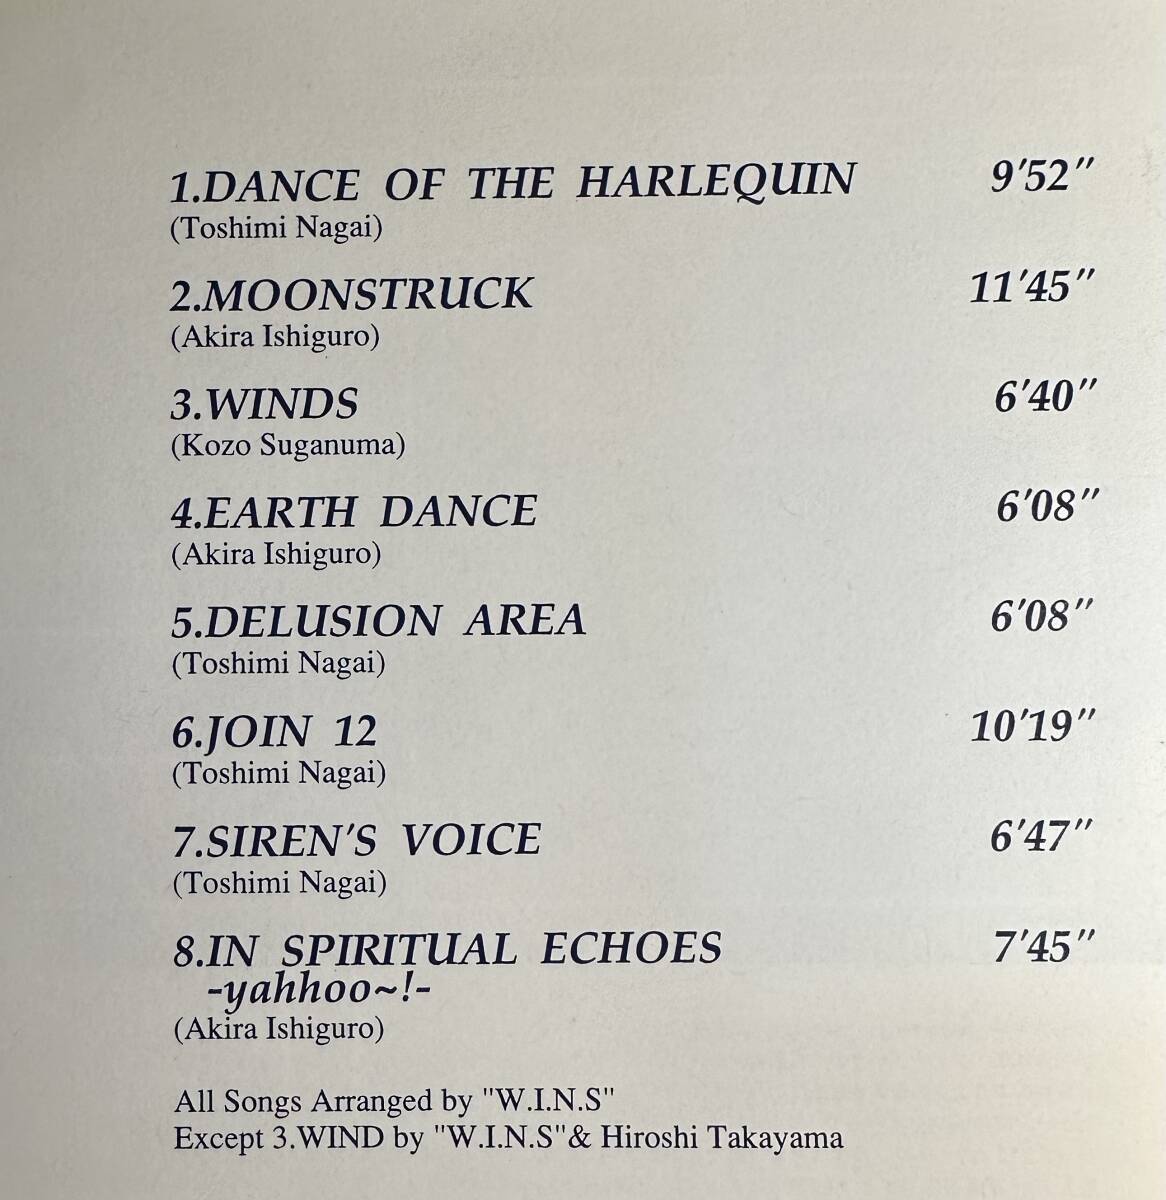 1.DANCE OF THE HARLEQUIN 9'52"
(Toshimi Nagai)
2.MOONSTRUCK 11'45"
(Akira Ishiguro)
3.WINDS 6'40"
(Kozo Suganuma)
4.EARTH DANCE 6'08"
(Akira Ishiguro)
5.DELUSION AREA 6'08"
(Toshimi Nagai)
6.JOIN 12 10'19"
(Toshimi Nagai)
7.SIREN'S VOICE 6'47"
(Toshimi Nagai)
8.IN SPIRITUAL ECHOES 7'45"
-yahhoo~!-
(Akira Ishiguro)
All Songs Arranged by "W.I.N.S"
Except 3.WIND by "W.I.N.S"& Hiroshi Takayama